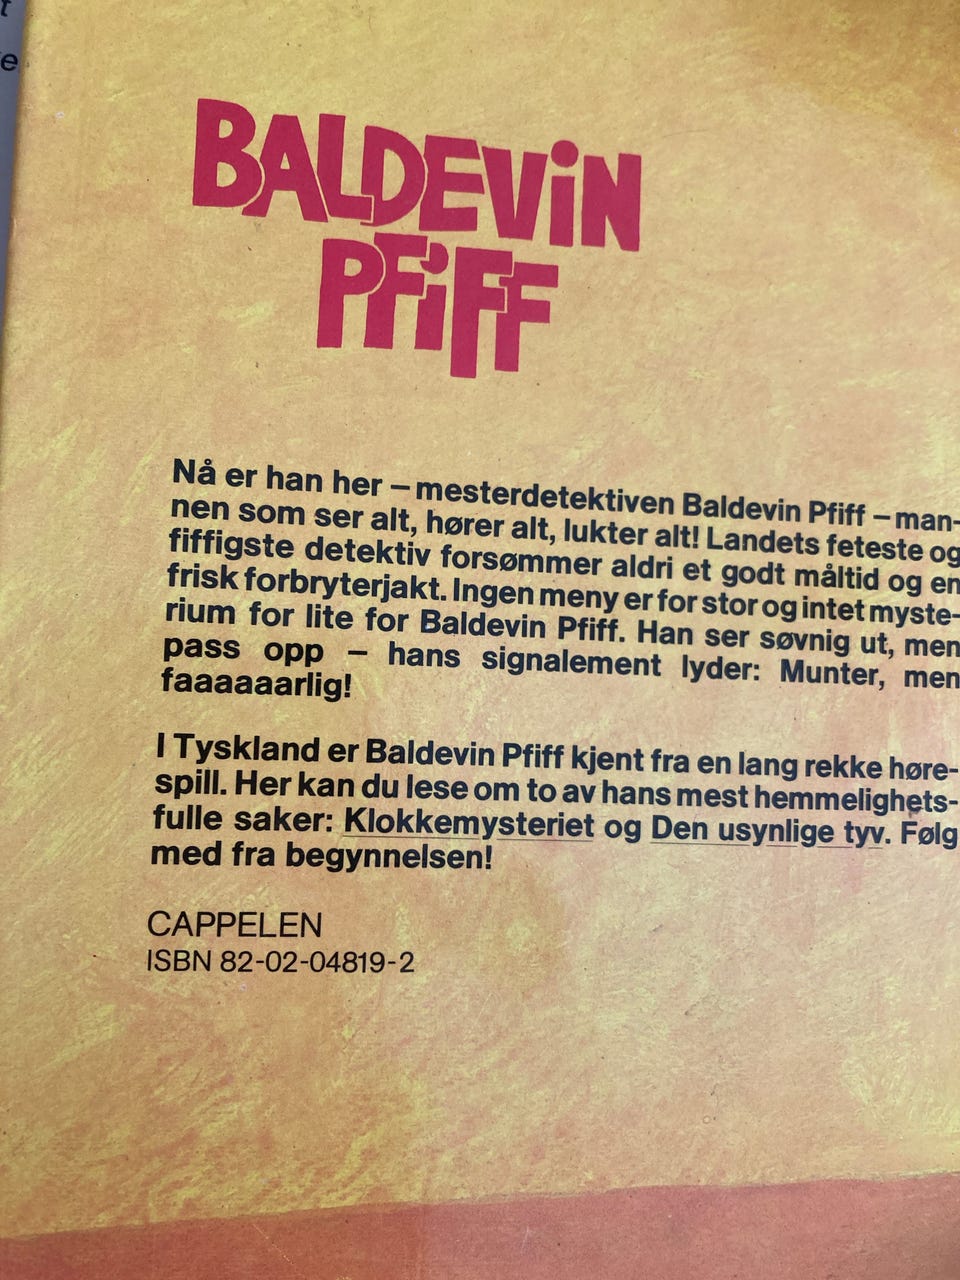 BALDEVIN
PFIFF
Nå er han her – mesterdetektiven Baldevin Pfiff – man-
nen som ser alt, hører alt, lukter alt! Landets feteste og
fiffigste detektiv forsømmer aldri et godt måltid og en
frisk forbryterjakt. Ingen meny er for stor og intet myste-
rium for lite for Baldevin Pfiff. Han ser søvnig ut, men
pass opp – hans signalement lyder: Munter, men
faaaaaarlig!
I Tyskland er Baldevin Pfiff kjent fra en lang rekke høre-
spill. Her kan du lese om to av hans mest hemmelighets-
fulle saker: Klokkemysteriet og Den usynlige tyv. Følg
med fra begynnelsen!
CAPPELEN
ISBN 82-02-04819-2